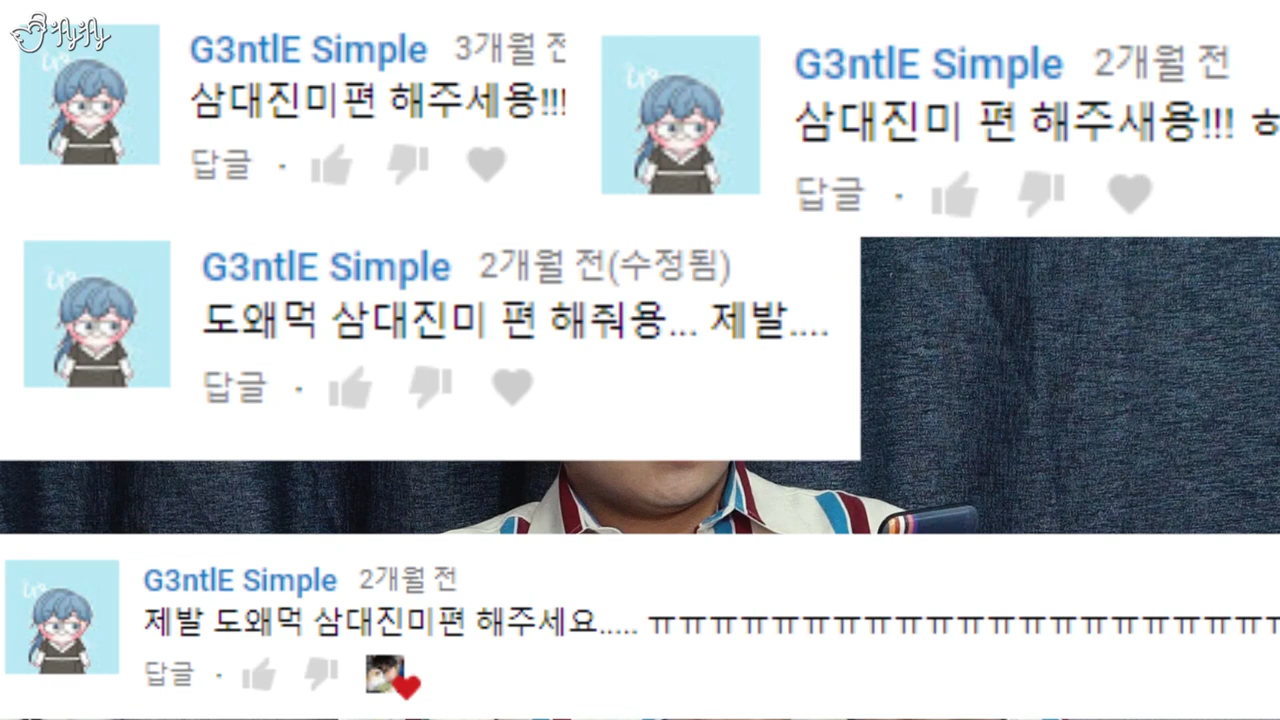 G3ntlE Simple 3개월 전
삼대진미편 해주세용!!!
답글
G3ntlE Simple 2개월 전
삼대진미 편 해주새용!!! ㅎ
답글
G3ntlE Simple 2개월 전(수정됨)
도왜먹 삼대진미 편 해줘용... 제발....
답글
G3ntlE Simple 2개월 전
제발 도왜먹 삼대진미편 해주세요..... ㅠㅠㅠㅠㅠㅠㅠㅠㅠㅠㅠㅠㅠㅠㅠㅠㅠㅠㅠㅠㅠ
답글